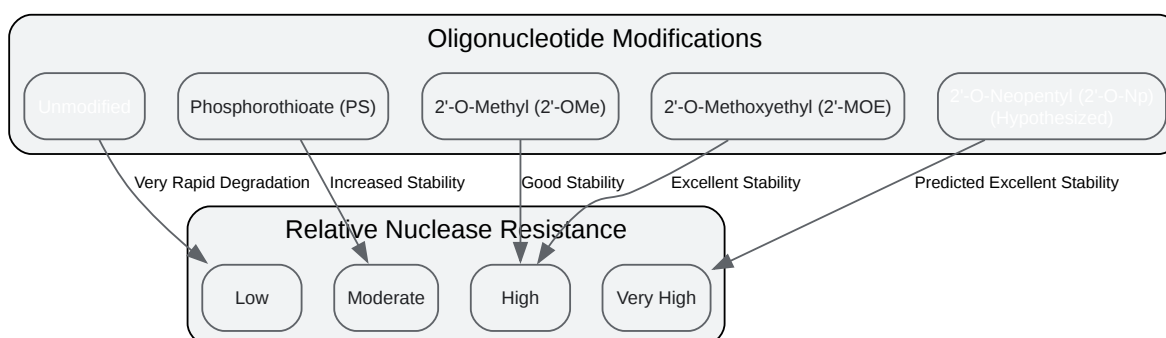 Oligonucleotide Modifications
Unmodified
Phosphorothioate (PS)
2'-O-Methyl (2'-OMe)
2'-O-Methoxyethyl (2'-MOE)
2'-O-Neopentyl (2'-O-Np)
(Hypothesized)
Very Rapid Degradation
Increased Stability
Good Stability
Excellent Stability
Predicted Excellent Stability
Relative Nuclease Resistance
Low
Moderate
High
Very High